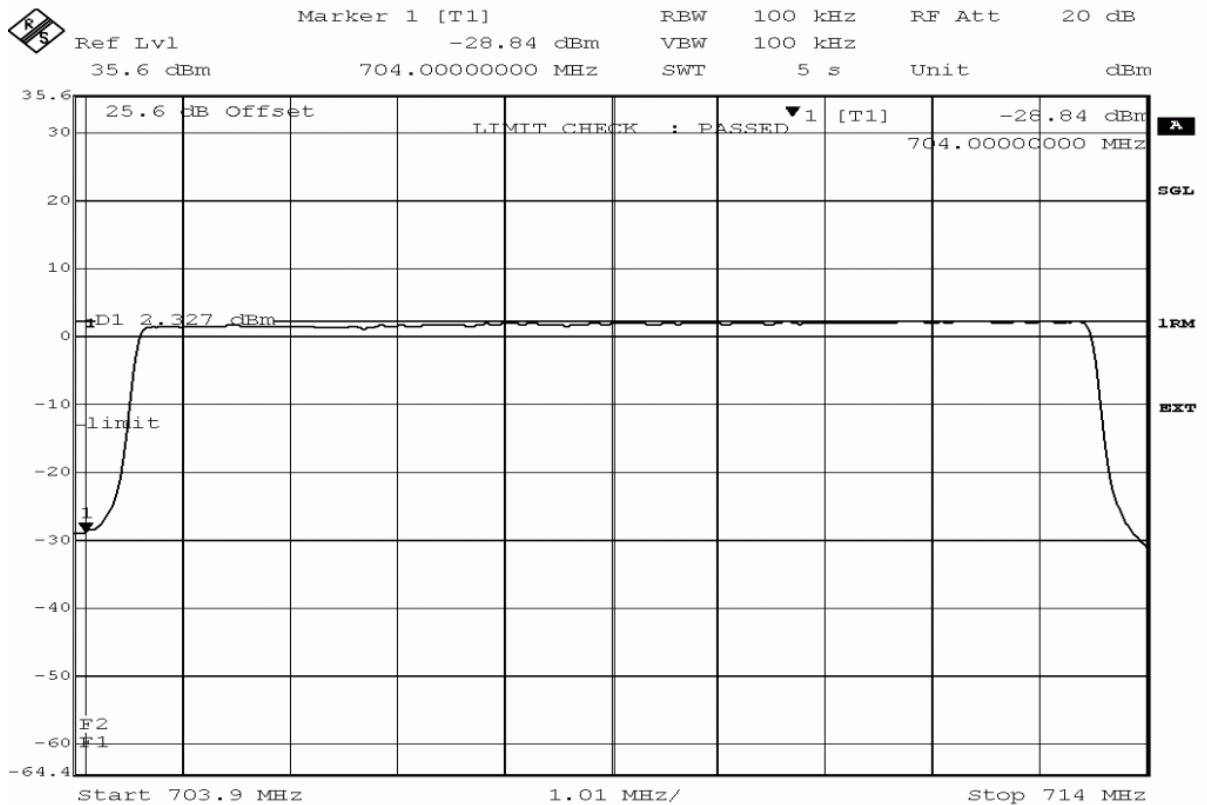 R/S
Marker 1 [T1] RBW 100 kHz RF Att 20 dB
Ref Lvl -28.84 dBm VBW 100 kHz
35.6 dBm 704.00000000 MHz SWT 5 s Unit dBm
35.6
25.6 dB Offset ▼1 [T1] -28.84 dBm
LIMIT CHECK : PASSED
A
30
704.00000000 MHz
SGL
20
10
1
D1 2.327 dBm
1RM
0
-10
EXT
limit
-20
1
-30
-40
-50
F2
-60
F1
-64.4
Start 703.9 MHz 1.01 MHz/ Stop 714 MHz